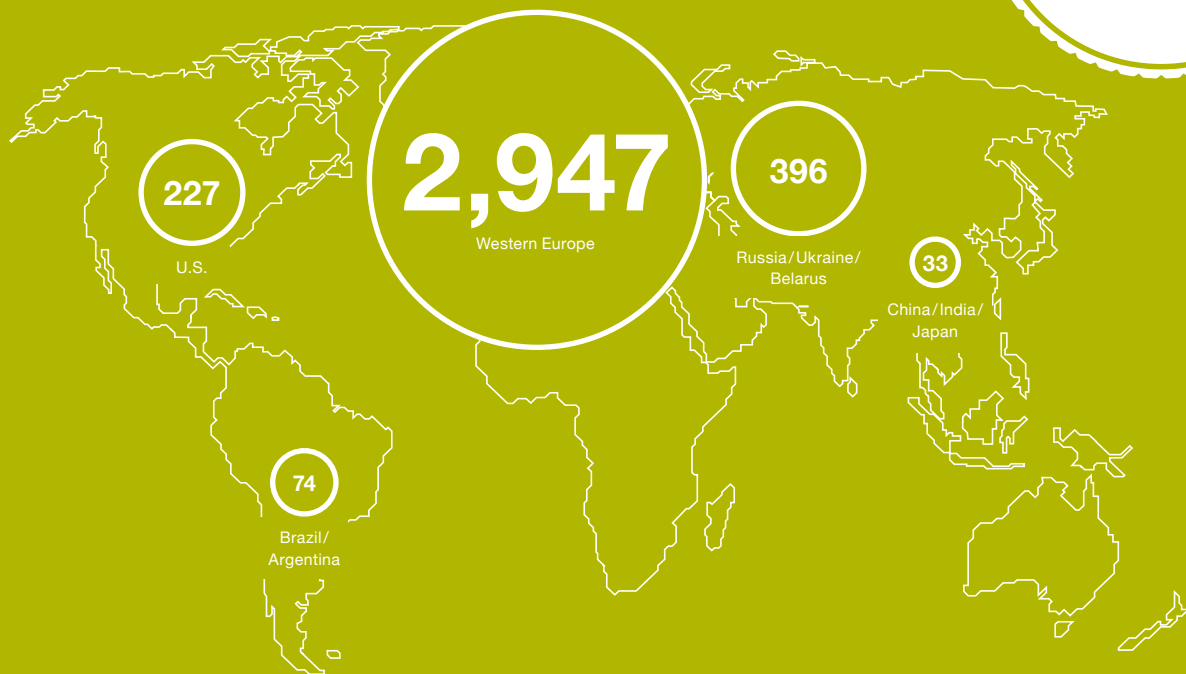 227
U.S.
2,947
Western Europe
396
Russia/Ukraine/
Belarus
33
China/India/
Japan
74
Brazil/
Argentina